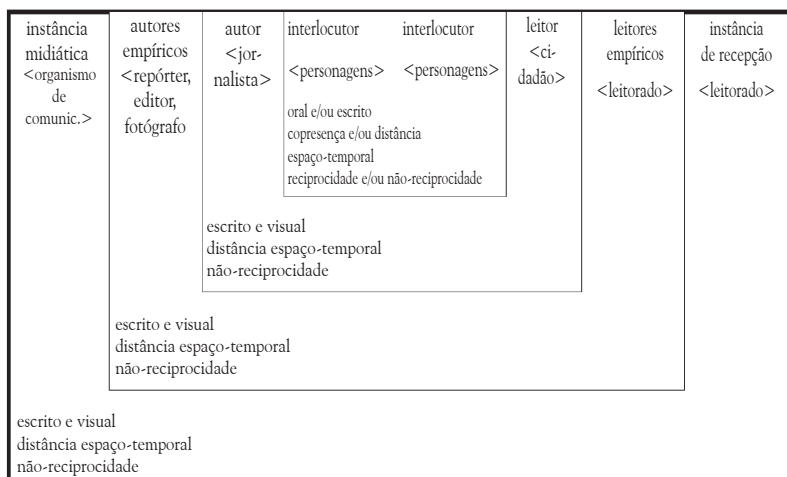 instância
midiática
<organismo
de
comunic.>
autores
empíricos
<repórter,
editor,
fotógrafo
autor
<jor-
nalista>
interlocutor
<personagens>
interlocutor
<personagens>
oral e/ou escrito
copresença e/ou distância
espaço-temporal
reciprocidade e/ou não-reciprocidade
leitor
<ci-
dadão>
leitores
empíricos
<leitorado>
instância
de recepção
<leitorado>
escrito e visual
distância espaço-temporal
não-reciprocidade
escrito e visual
distância espaço-temporal
não-reciprocidade
escrito e visual
distância espaço-temporal
não-reciprocidade